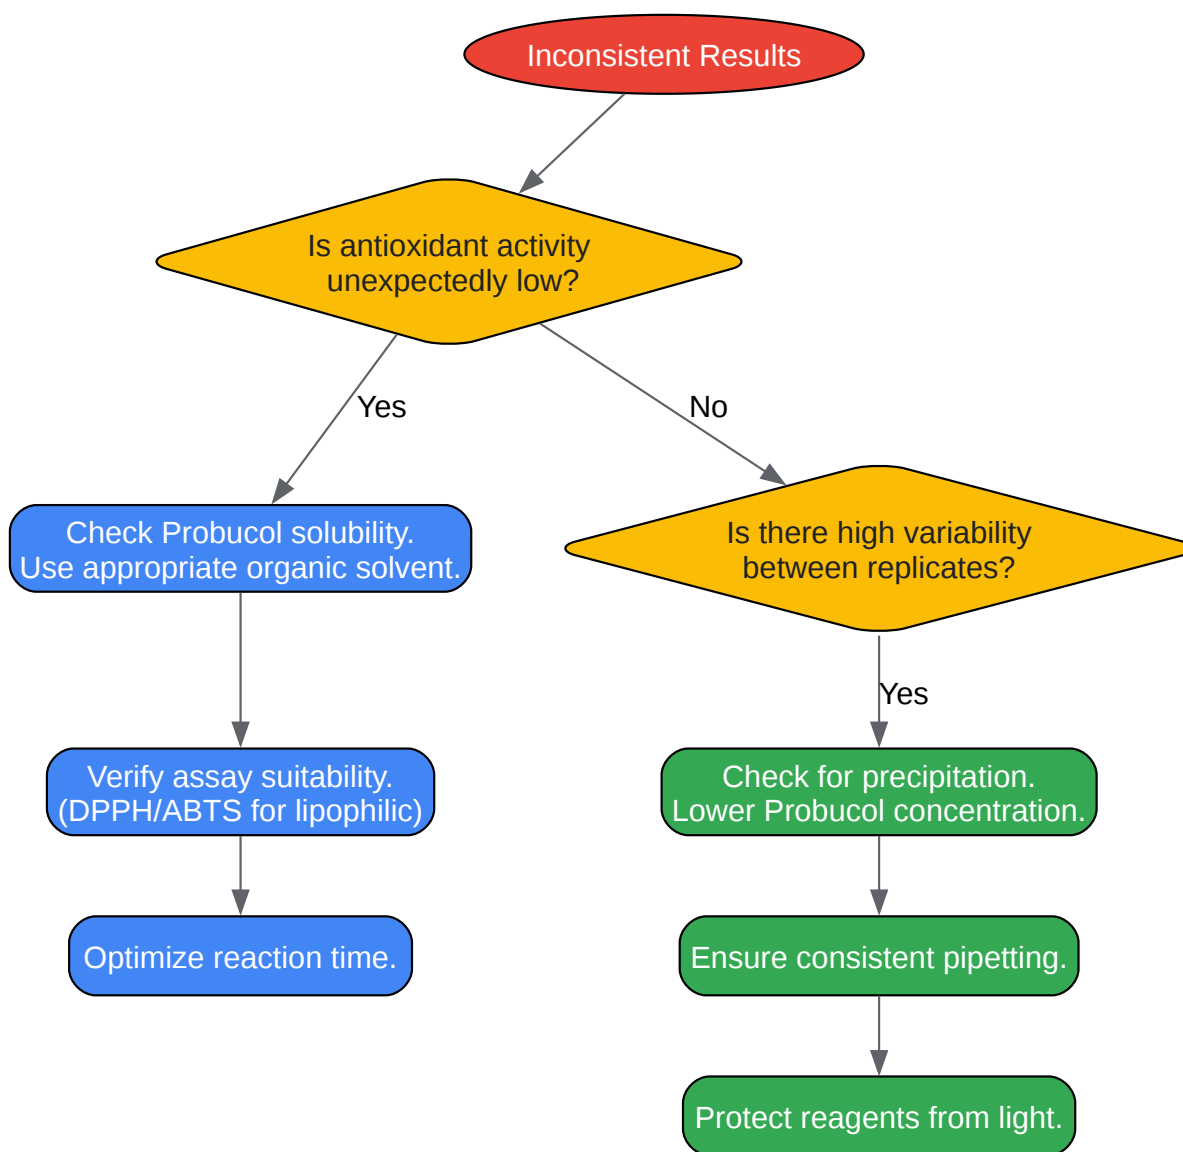 Inconsistent Results
Is antioxidant activity
unexpectedly low?
Yes
No
Check Probucol solubility.
Use appropriate organic solvent.
Is there high variability
between replicates?
Yes
Verify assay suitability.
(DPPH/ABTS for lipophilic)
Check for precipitation.
Lower Probucol concentration.
Optimize reaction time.
Ensure consistent pipetting.
Protect reagents from light.